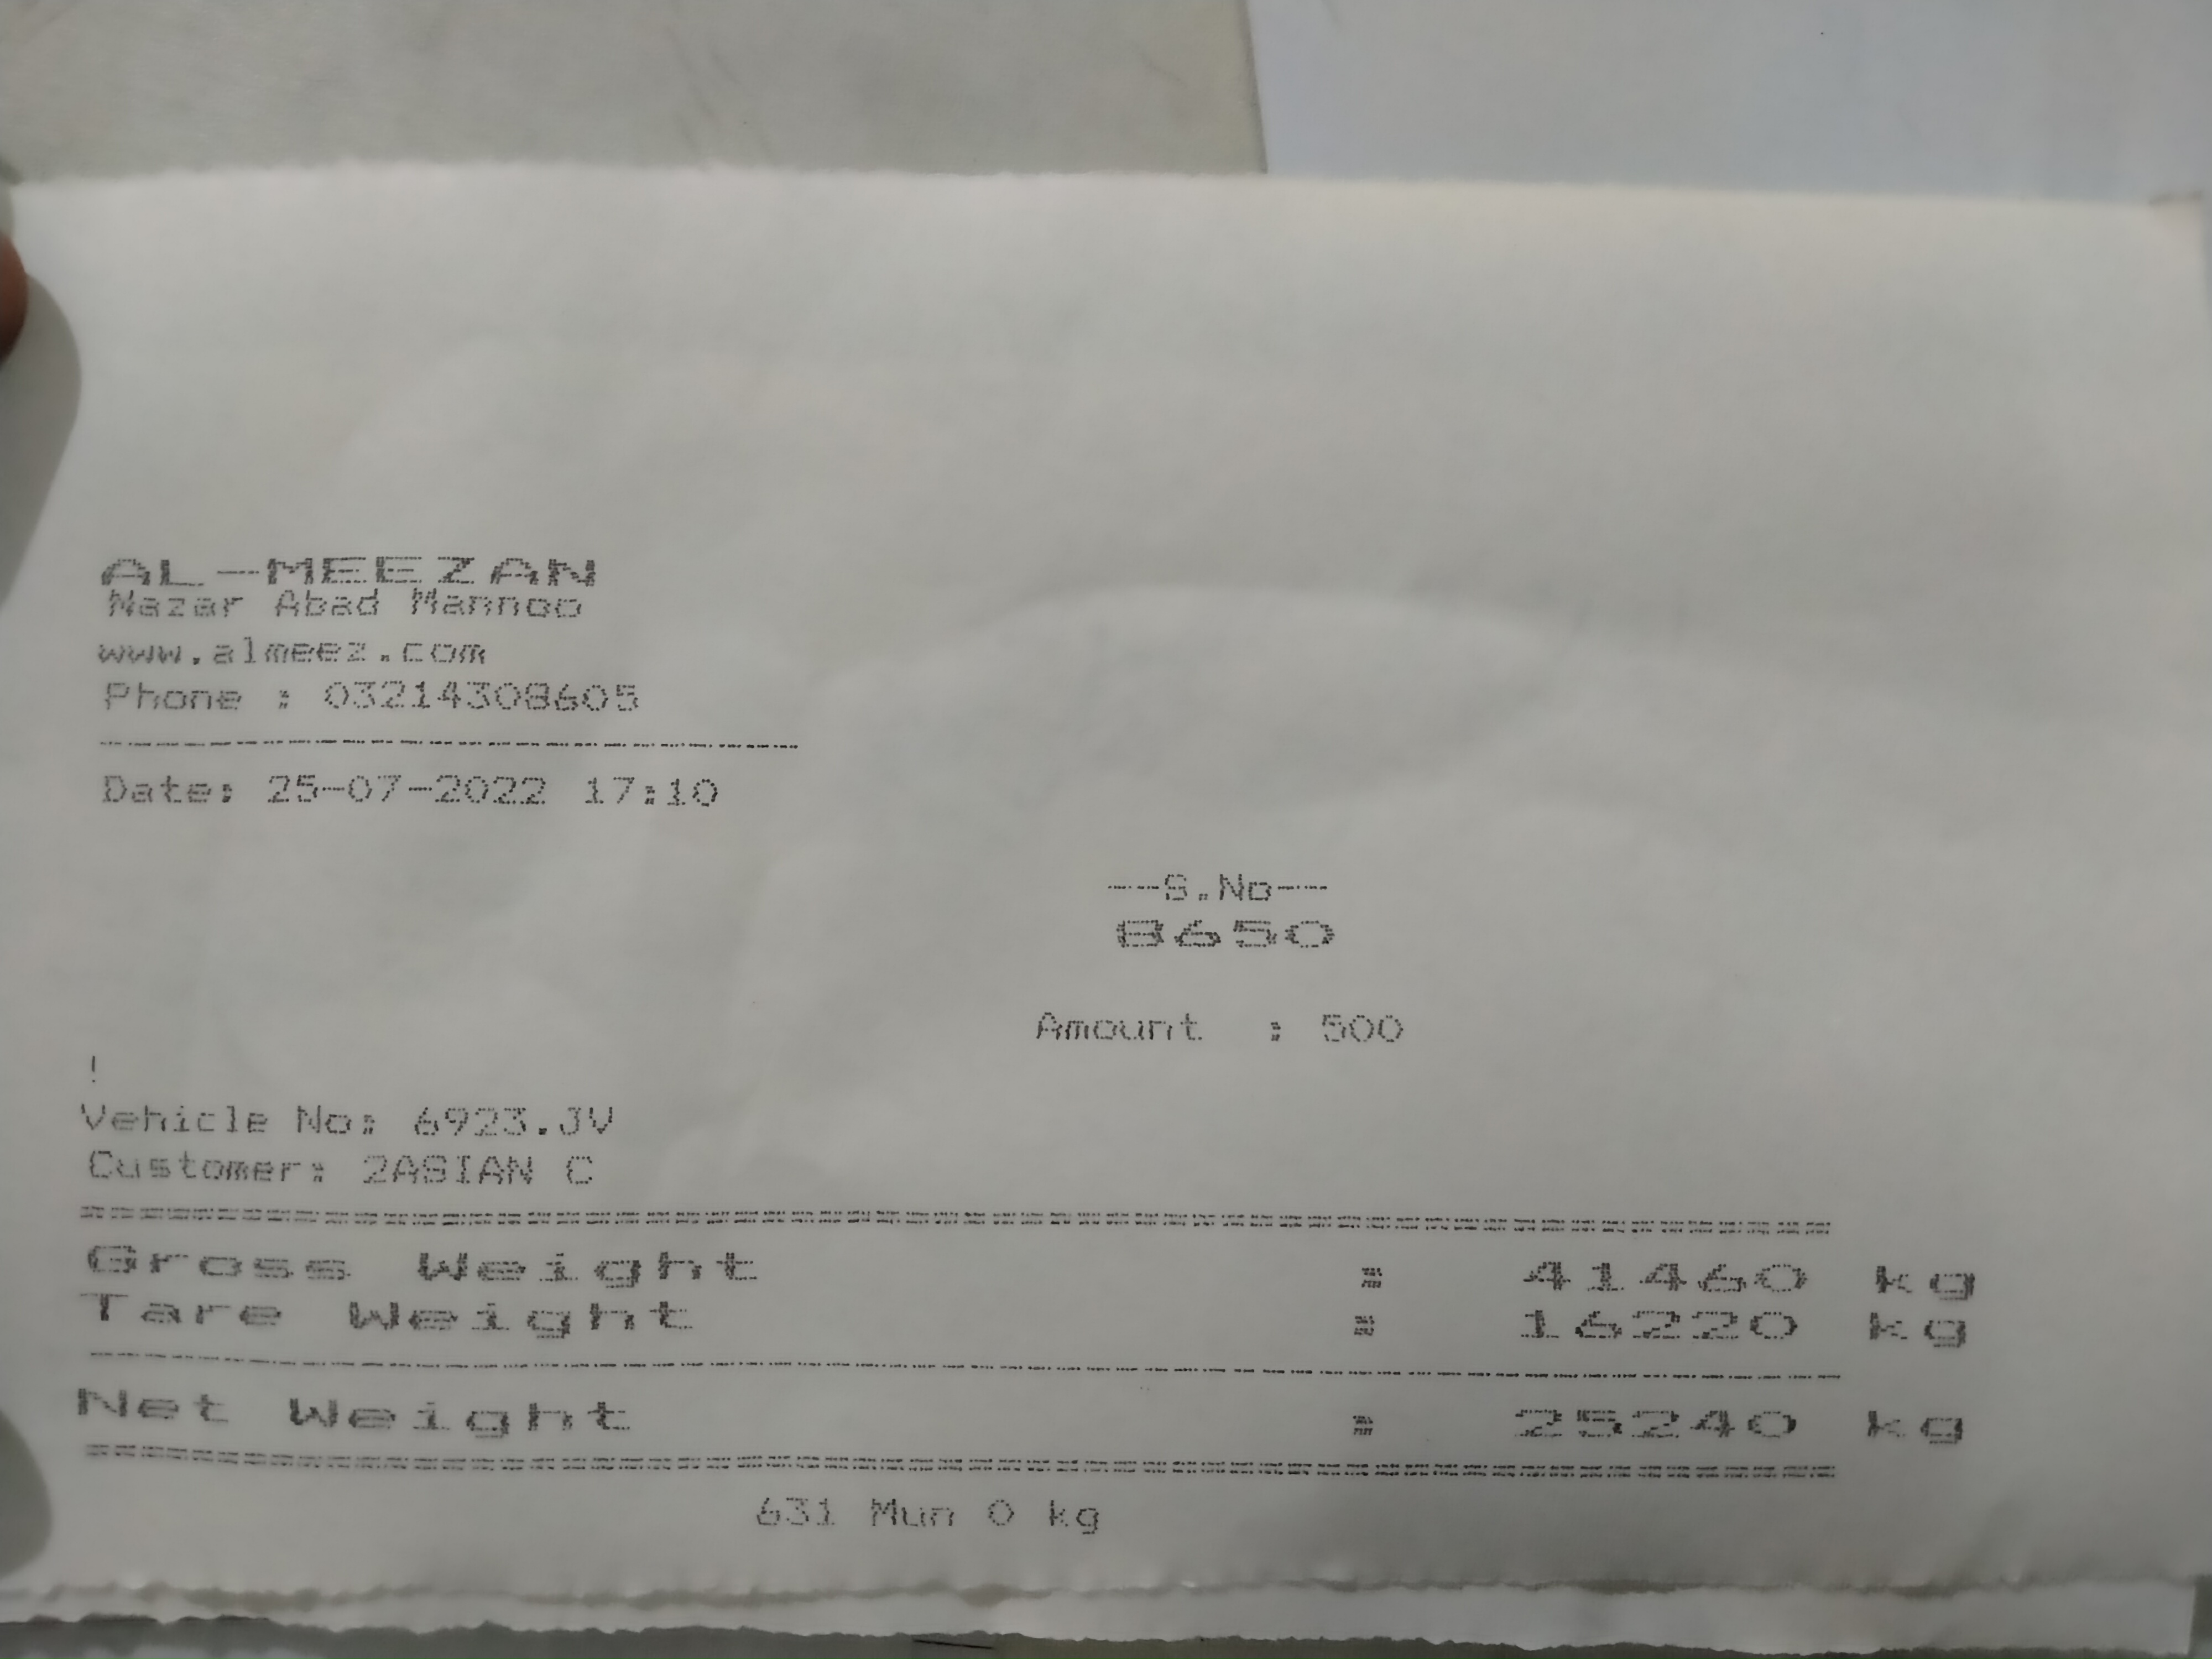 AL-MEEZAN
Nazar Abad Mannoo
www.almeez.com
Phone : 03214308605
Date: 25-07-2022 17:10
--S.No--
8650
Amount : 500
!
Vehicle No: 6923.JV
Customer: 2ASIAN C
Gross Weight : 41460 kg
Tare Weight : 16220 kg
Net Weight : 25240 kg
631 Mun 0 kg